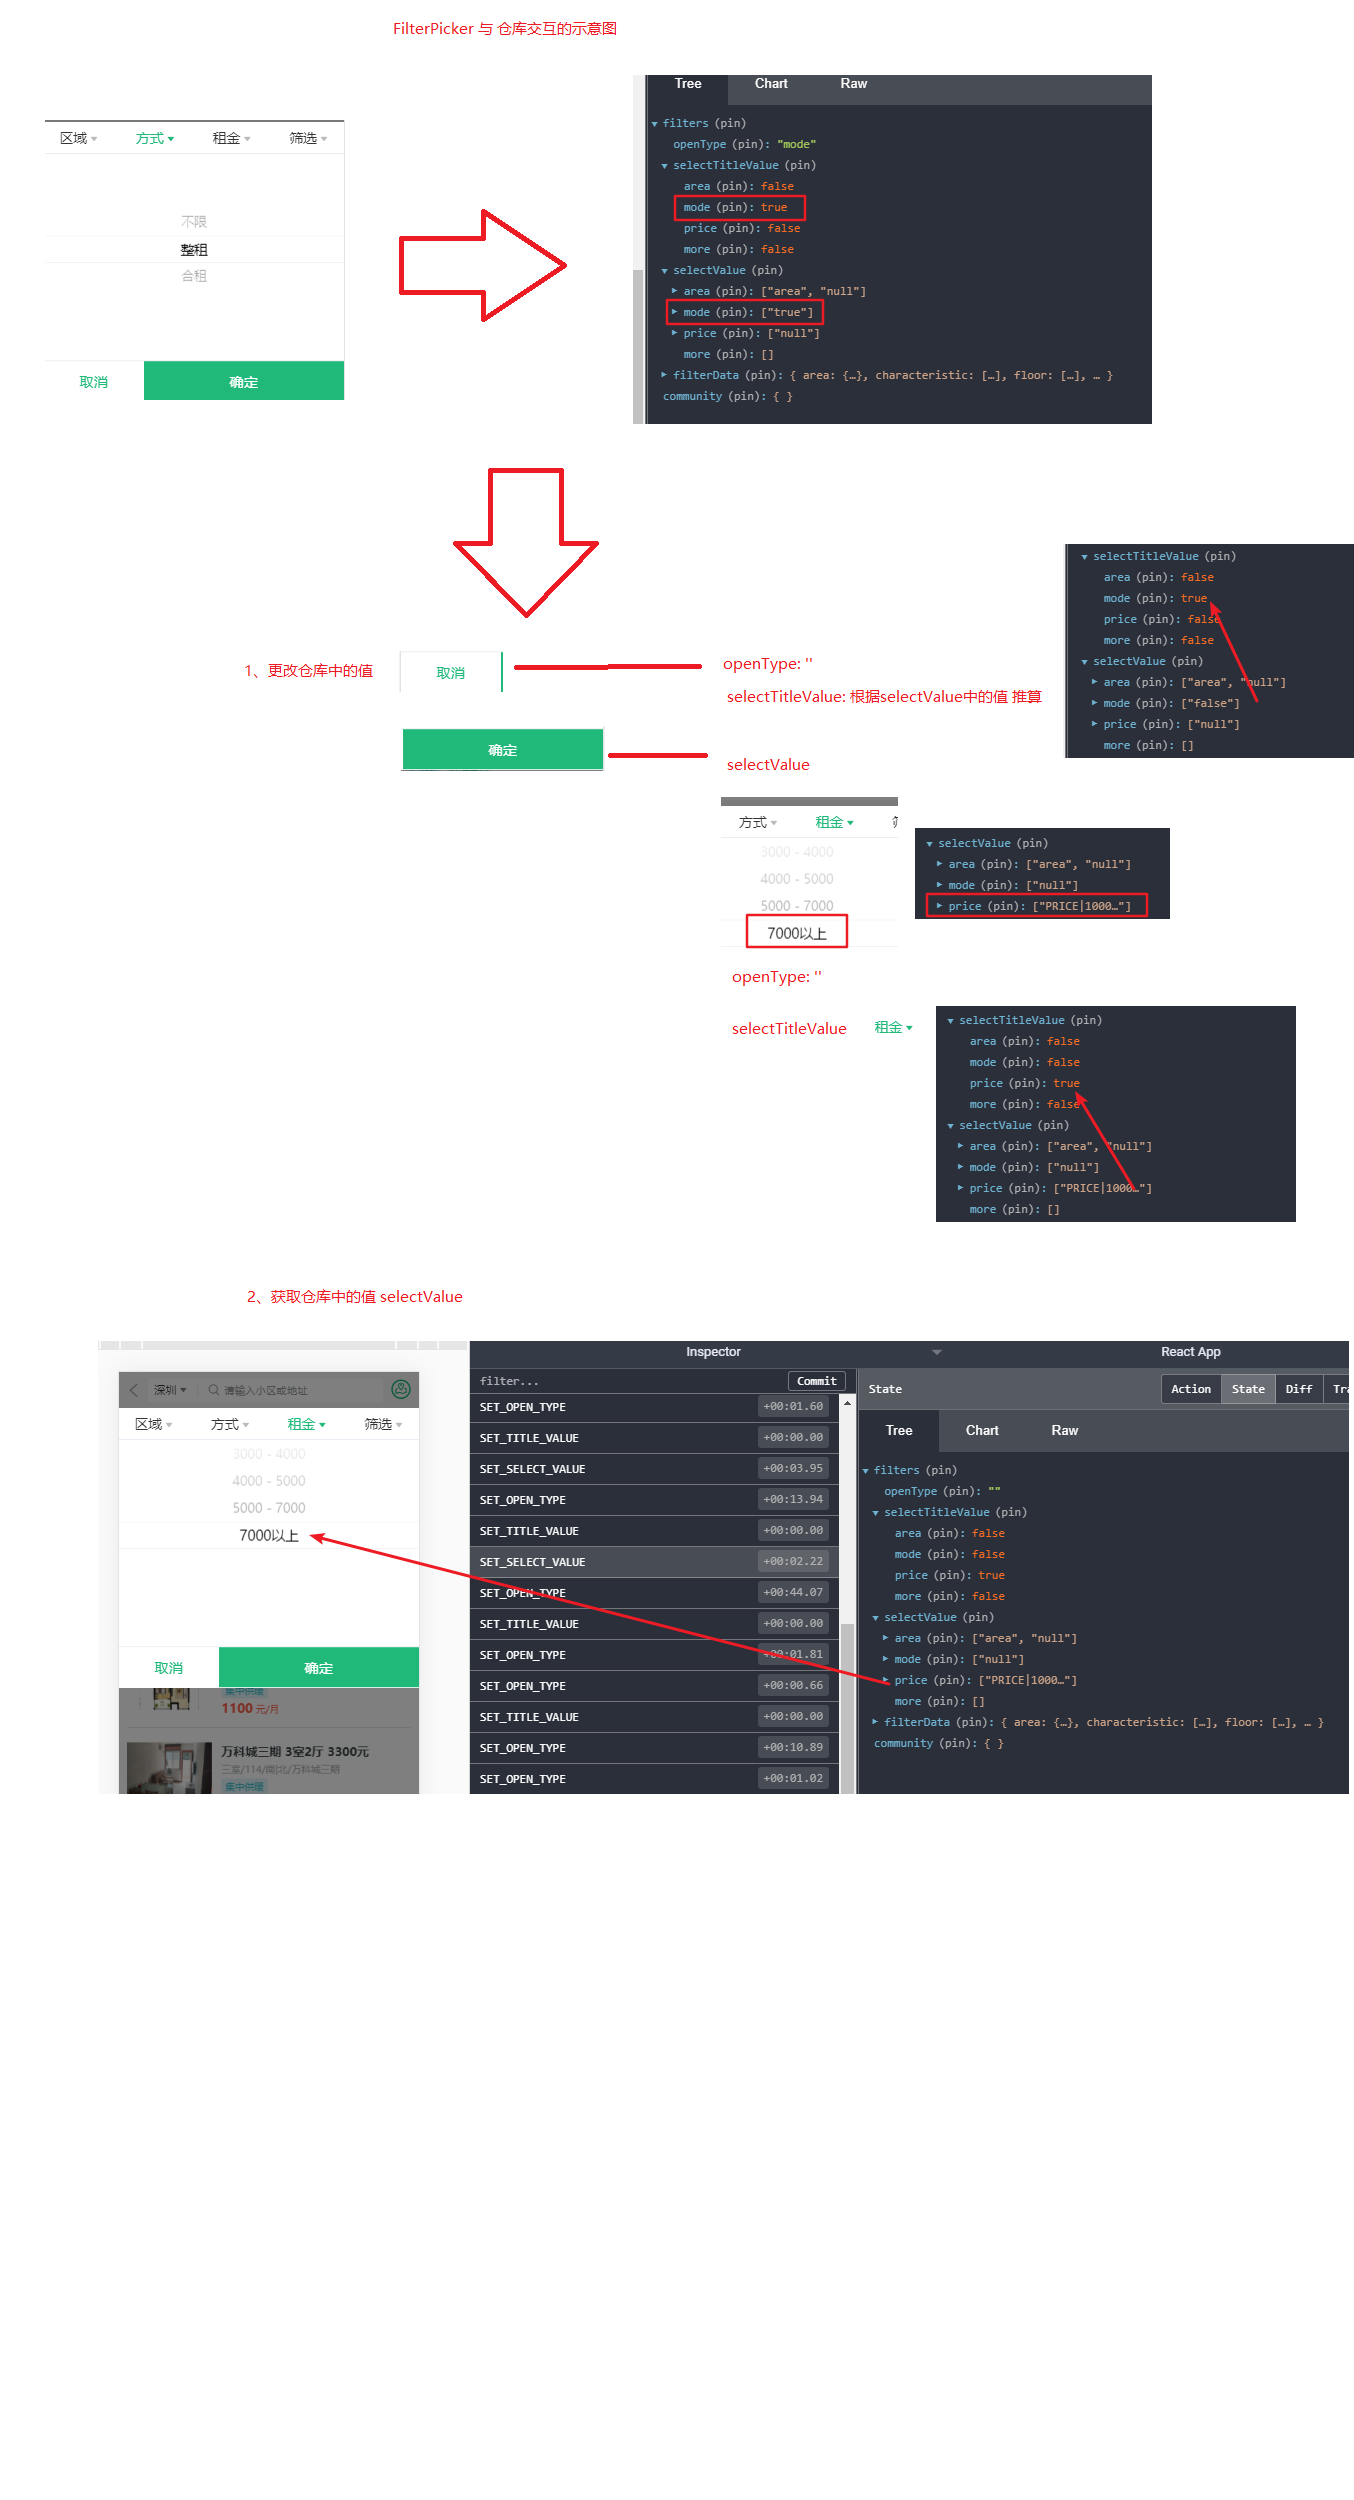 FilterPicker 与 仓库交互的示意图
区域
方式
租金
筛选
不限
整租
合租
取消
确定
Tree
Chart
Raw
filters (pin)
openType (pin): "mode"
selectTitleValue (pin)
area (pin): false
mode (pin): true
price (pin): false
more (pin): false
selectValue (pin)
area (pin): ["area", "null"]
mode (pin): ["true"]
price (pin): ["null"]
more (pin): []
filterData (pin): { area: {…}, characteristic: […], floor: […], … }
community (pin): { }
1、更改仓库中的值
取消
openType: ''
selectTitleValue: 根据selectValue中的值 推算
selectTitleValue (pin)
area (pin): false
mode (pin): true
price (pin): false
more (pin): false
selectValue (pin)
area (pin): ["area", "null"]
mode (pin): ["false"]
price (pin): ["null"]
more (pin): []
确定
selectValue
方式
租金
3000 - 4000
4000 - 5000
5000 - 7000
7000以上
selectValue (pin)
area (pin): ["area", "null"]
mode (pin): ["null"]
price (pin): ["PRICE|1000…"]
openType: ''
selectTitleValue
租金
selectTitleValue (pin)
area (pin): false
mode (pin): false
price (pin): true
more (pin): false
selectValue (pin)
area (pin): ["area", "null"]
mode (pin): ["null"]
price (pin): ["PRICE|1000…"]
more (pin): []
2、获取仓库中的值 selectValue
深圳
请输入小区或地址
区域
方式
租金
筛选
3000 - 4000
4000 - 5000
5000 - 7000
7000以上
取消
确定
集中供暖
1100 元/月
万科城三期 3室2厅 3300元
三室/114/南|北/万科城三期
集中供暖
Inspector
React App
filter...
Commit
SET_OPEN_TYPE +00:01.60
SET_TITLE_VALUE +00:00.00
SET_SELECT_VALUE +00:03.95
SET_OPEN_TYPE +00:13.94
SET_TITLE_VALUE +00:00.00
SET_SELECT_VALUE +00:02.22
SET_OPEN_TYPE +00:44.07
SET_TITLE_VALUE +00:00.00
SET_OPEN_TYPE +00:01.81
SET_OPEN_TYPE +00:00.66
SET_TITLE_VALUE +00:00.00
SET_OPEN_TYPE +00:10.89
SET_OPEN_TYPE +00:01.02
State
Action
State
Diff
Tra
Tree
Chart
Raw
filters (pin)
openType (pin): ""
selectTitleValue (pin)
area (pin): false
mode (pin): false
price (pin): true
more (pin): false
selectValue (pin)
area (pin): ["area", "null"]
mode (pin): ["null"]
price (pin): ["PRICE|1000…"]
more (pin): []
filterData (pin): { area: {…}, characteristic: […], floor: […], … }
community (pin): { }